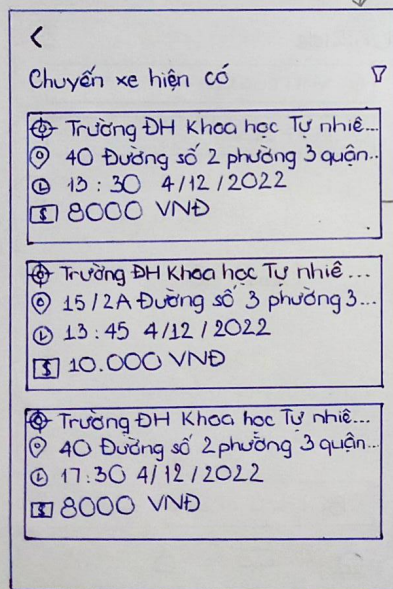 Chuyến xe hiện có
Trường ĐH Khoa học Tự nhiê...
40 Đường số 2 phường 3 quận..
13 : 30 4/12/2022
$ 8000 VNĐ
Trường ĐH Khoa học Tự nhiê...
15/2A Đường số 3 phường 3...
13:45 4/12/2022
$ 10.000 VNĐ
Trường ĐH Khoa học Tự nhiê...
40 Đường số 2 phường 3 quận...
17:30 4/12/2022
$ 8000 VNĐ